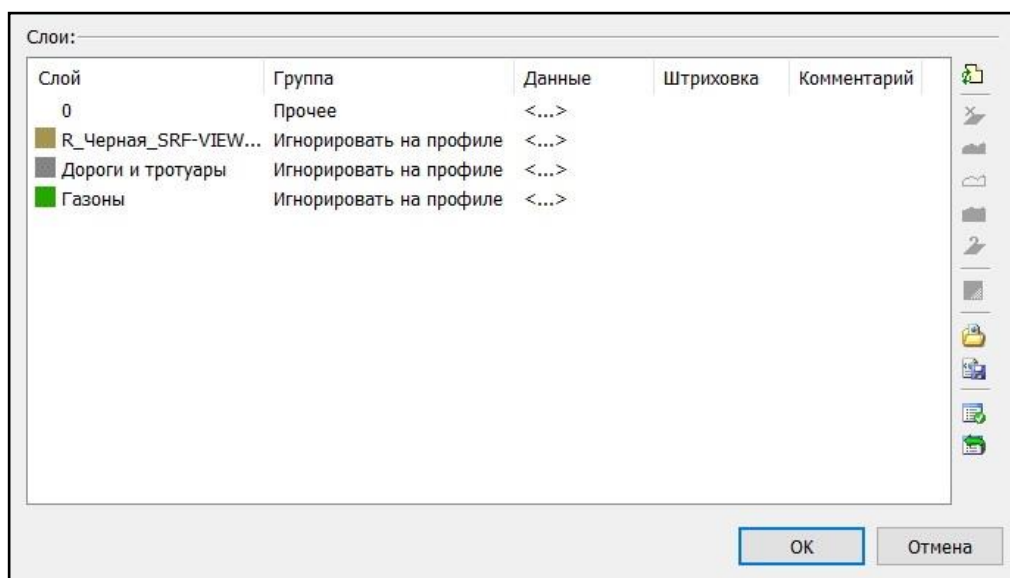 Слои:
Слой Группа Данные Штриховка Комментарий
0 Прочее <...>
R_Черная_SRF-VIEW... Игнорировать на профиле <...>
Дороги и тротуары Игнорировать на профиле <...>
Газоны Игнорировать на профиле <...>
OK Отмена